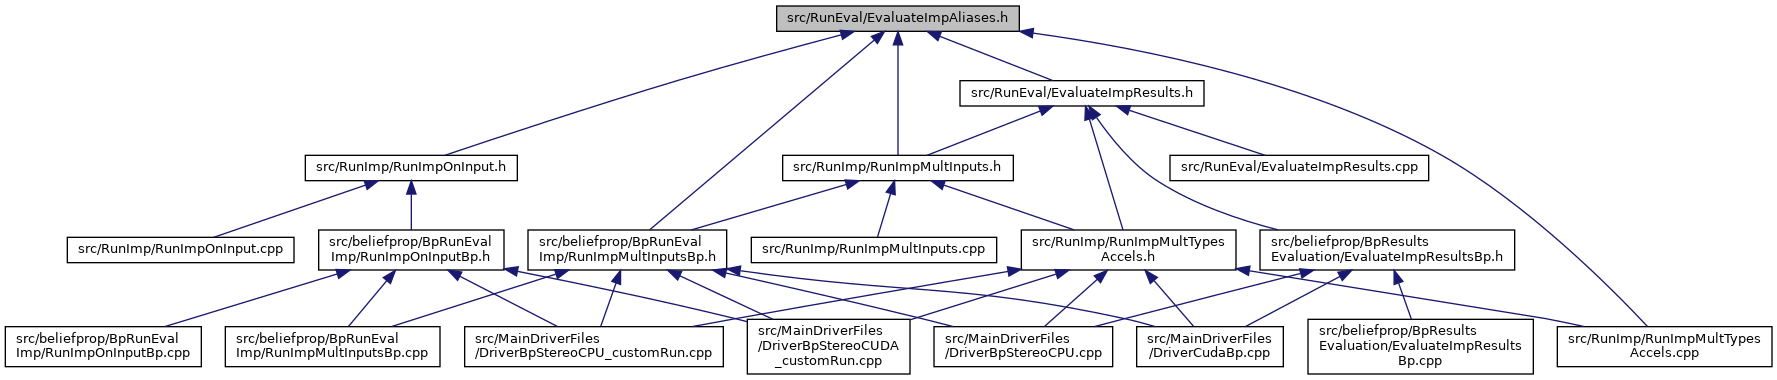 src/RunEval/EvaluateImpAliases.h
src/RunEval/EvaluateImpResults.h
src/RunImp/RunImpOnInput.h
src/RunImp/RunImpMultInputs.h
src/RunEval/EvaluateImpResults.cpp
src/RunImp/RunImpOnInput.cpp
src/beliefprop/BpRunEval
Imp/RunImpOnInputBp.h
src/beliefprop/BpRunEval
Imp/RunImpMultInputsBp.h
src/RunImp/RunImpMultInputs.cpp
src/RunImp/RunImpMultTypes
Accels.h
src/beliefprop/BpResults
Evaluation/EvaluateImpResultsBp.h
src/beliefprop/BpRunEval
Imp/RunImpOnInputBp.cpp
src/beliefprop/BpRunEval
Imp/RunImpMultInputsBp.cpp
src/MainDriverFiles
/DriverBpStereoCPU_customRun.cpp
src/MainDriverFiles
/DriverBpStereoCUDA
_customRun.cpp
src/MainDriverFiles
/DriverBpStereoCPU.cpp
src/MainDriverFiles
/DriverCudaBp.cpp
src/beliefprop/BpResults
Evaluation/EvaluateImpResults
Bp.cpp
src/RunImp/RunImpMultTypes
Accels.cpp